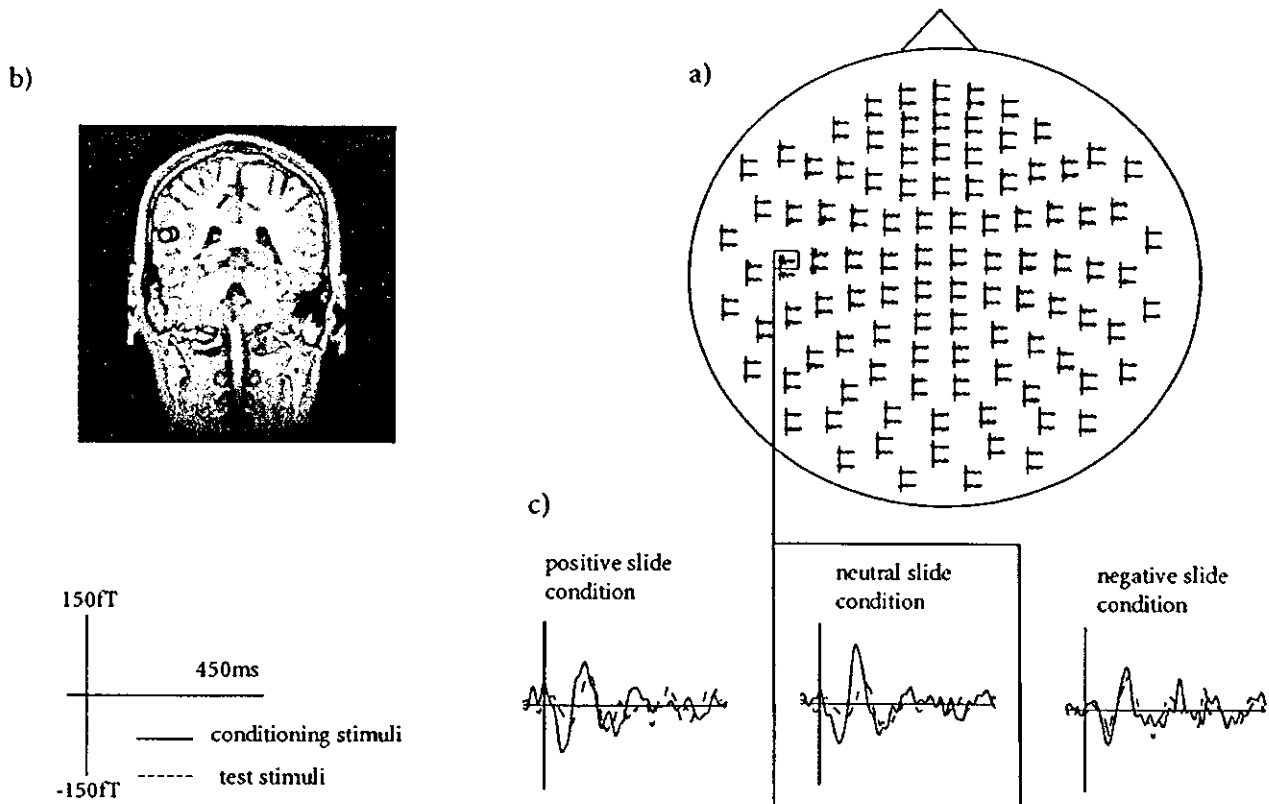 b)
a)
c)
positive slide
condition
neutral slide
condition
negative slide
condition
150fT
450ms
conditioning stimuli
test stimuli
-150fT